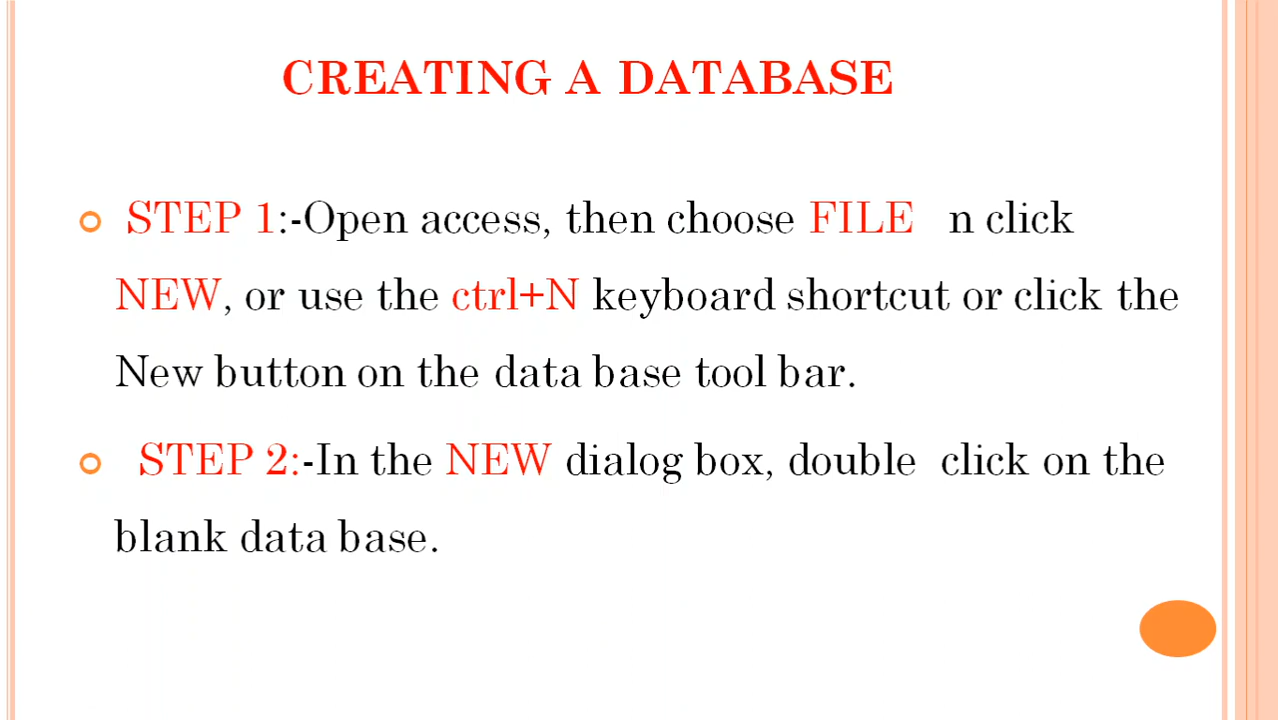 CREATING A DATABASE
STEP 1:-Open access, then choose FILE n click
NEW, or use the ctrl+N keyboard shortcut or click the
New button on the data base tool bar.
STEP 2:-In the NEW dialog box, double click on the
blank data base.